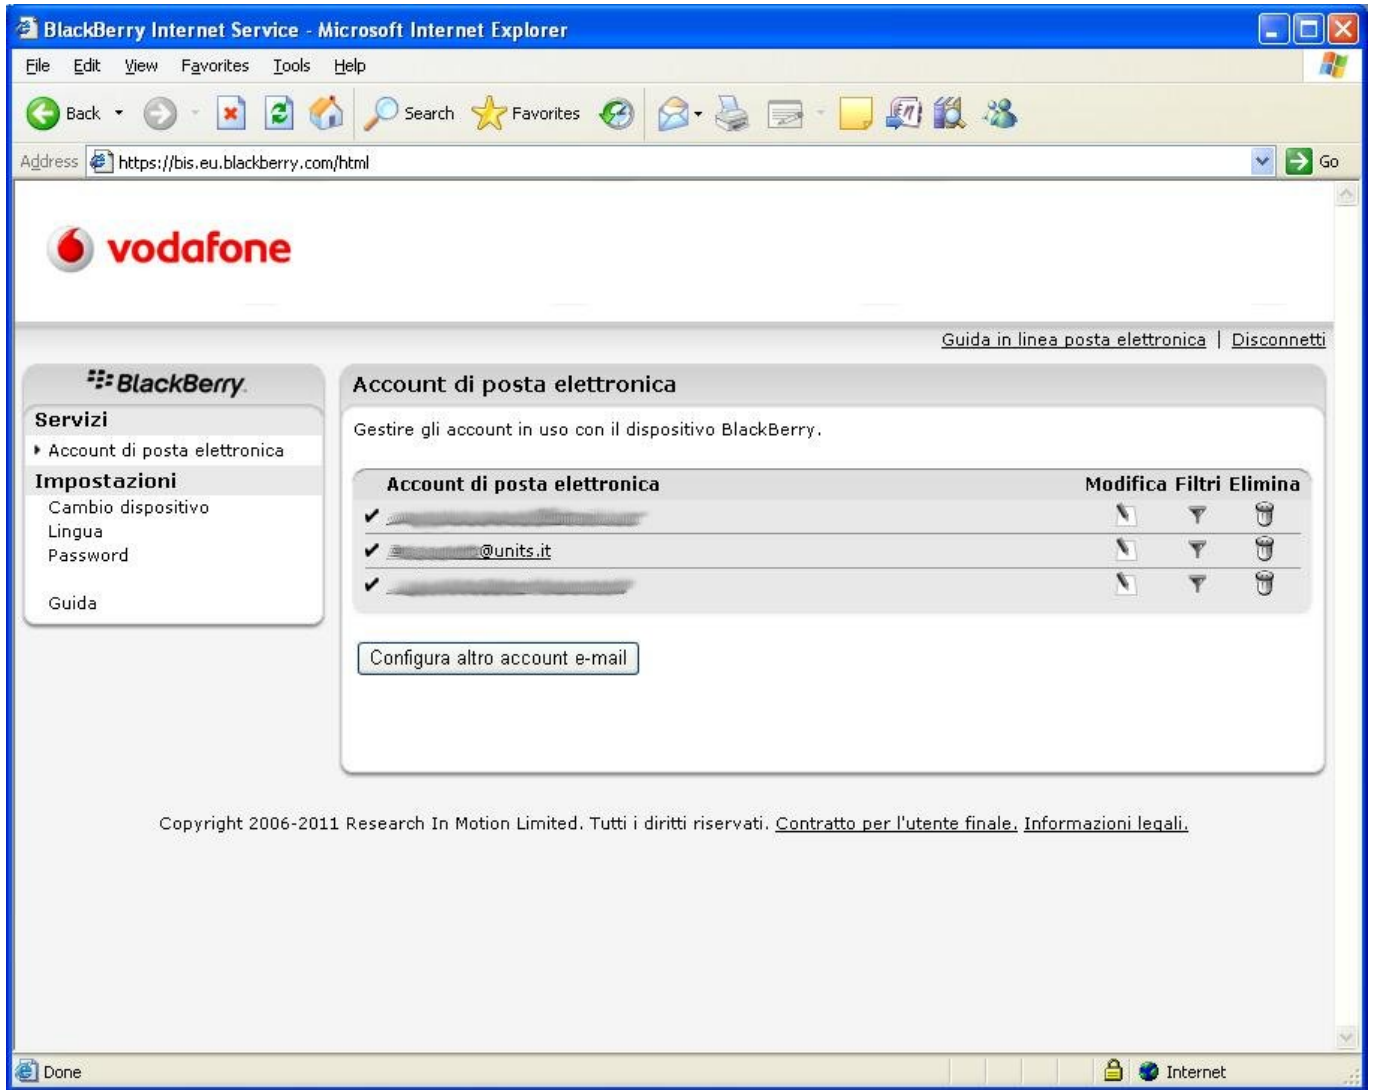 BlackBerry Internet Service - Microsoft Internet Explorer
File Edit View Favorites Tools Help
Back Search Favorites
Address https://bis.eu.blackberry.com/html Go
vodafone
Guida in linea posta elettronica | Disconnetti
BlackBerry.
Account di posta elettronica
Servizi
Account di posta elettronica
Impostazioni
Cambio dispositivo
Lingua
Password
Guida
Gestire gli account in uso con il dispositivo BlackBerry.
Account di posta elettronica Modifica Filtri Elimina
@units.it
Configura altro account e-mail
Copyright 2006-2011 Research In Motion Limited. Tutti i diritti riservati. Contratto per l'utente finale. Informazioni legali.
Done Internet